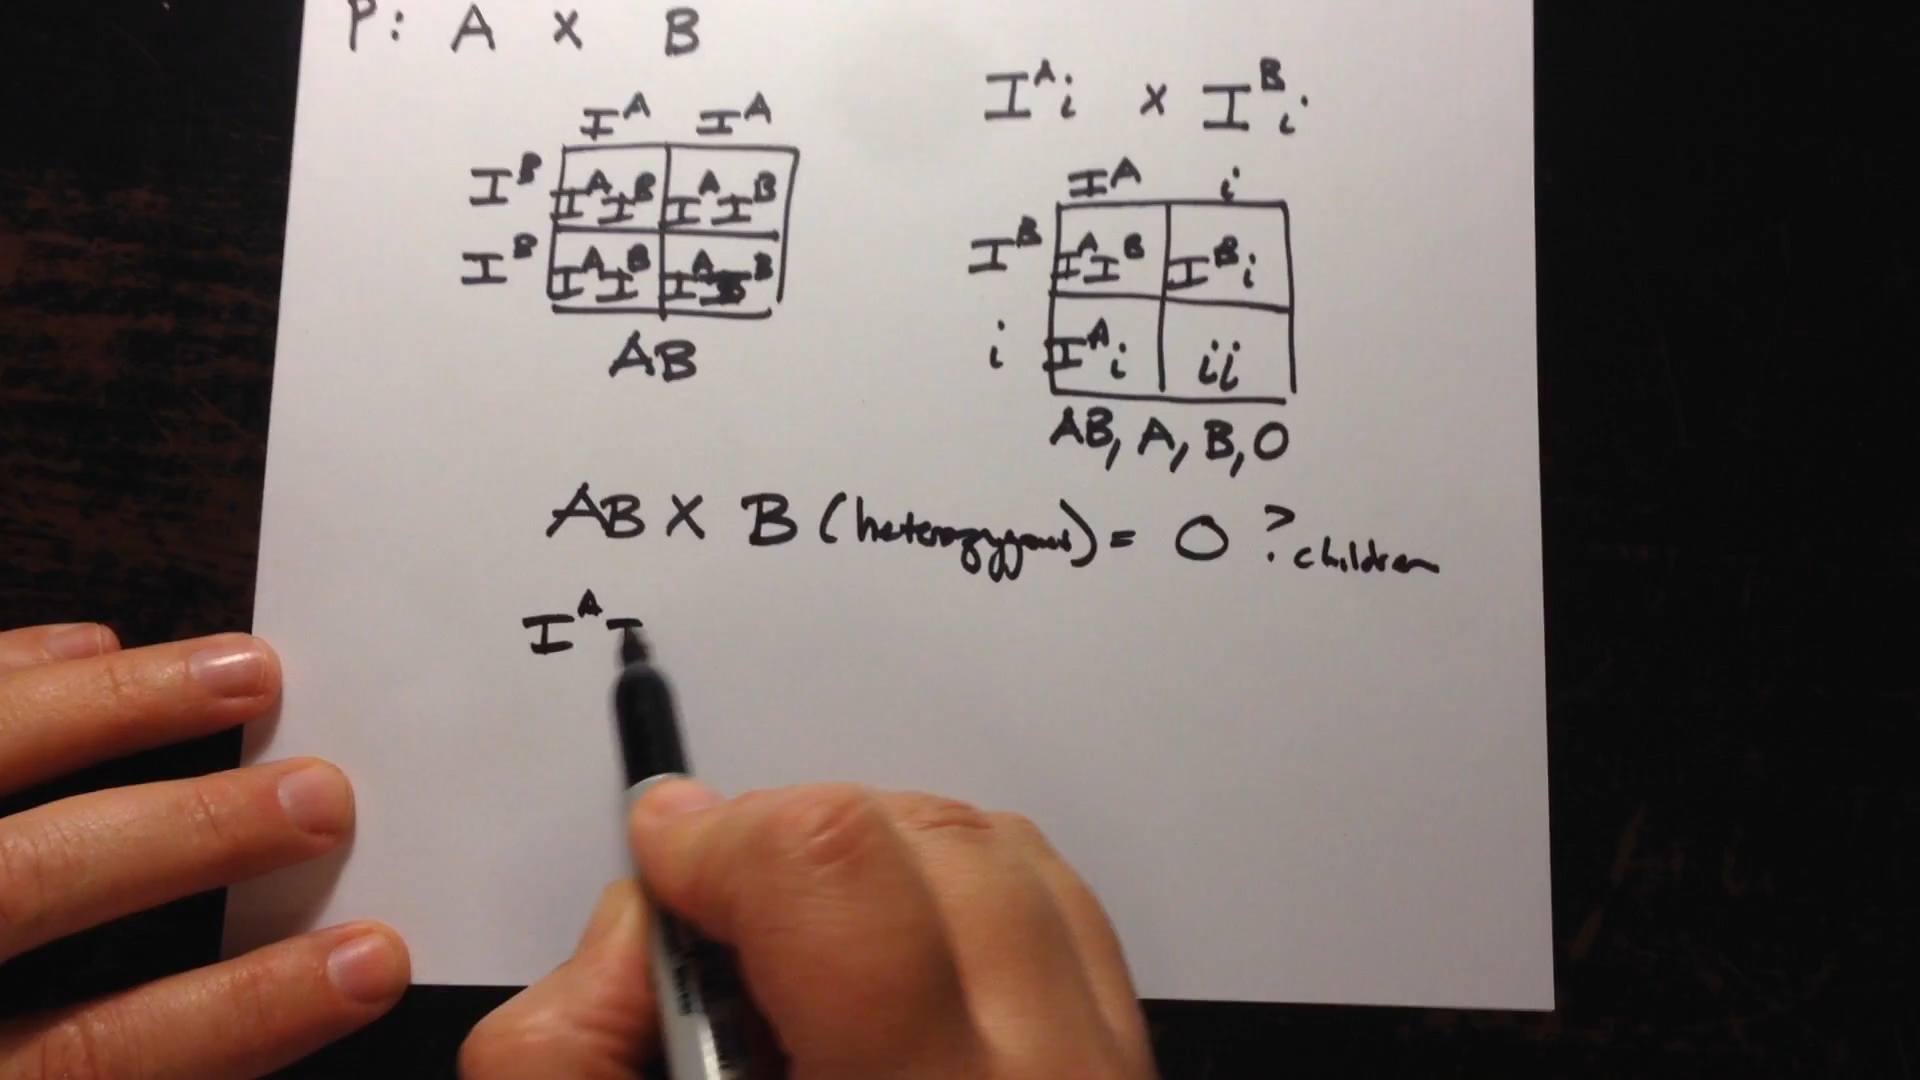 P: A X B
I^A I^A
I^B I^A I^B I^A I^B
I^B I^A I^B I^A I^B
AB
I^A i x I^B i
I^A i
I^B I^A I^B I^B i
i I^A i ii
AB, A, B, O
AB X B (heterozygous) = O ? children
I^A I